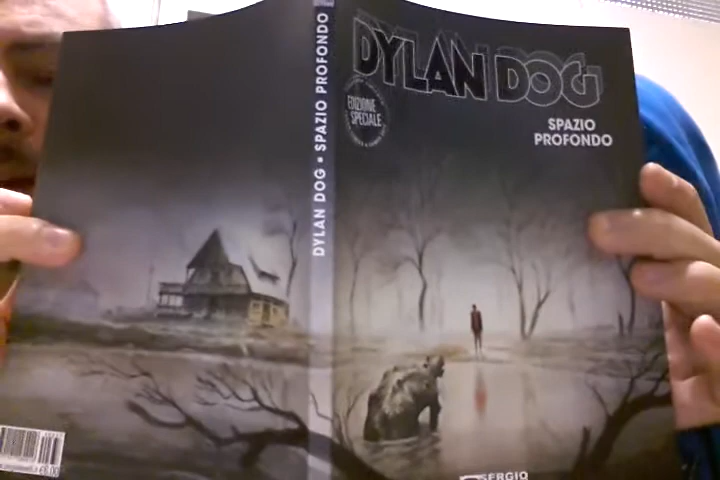 DYLAN DOG • SPAZIO PROFONDO
DYLAN DOG
EDIZIONE
SPECIALE
SPAZIO
PROFONDO
SERGIO